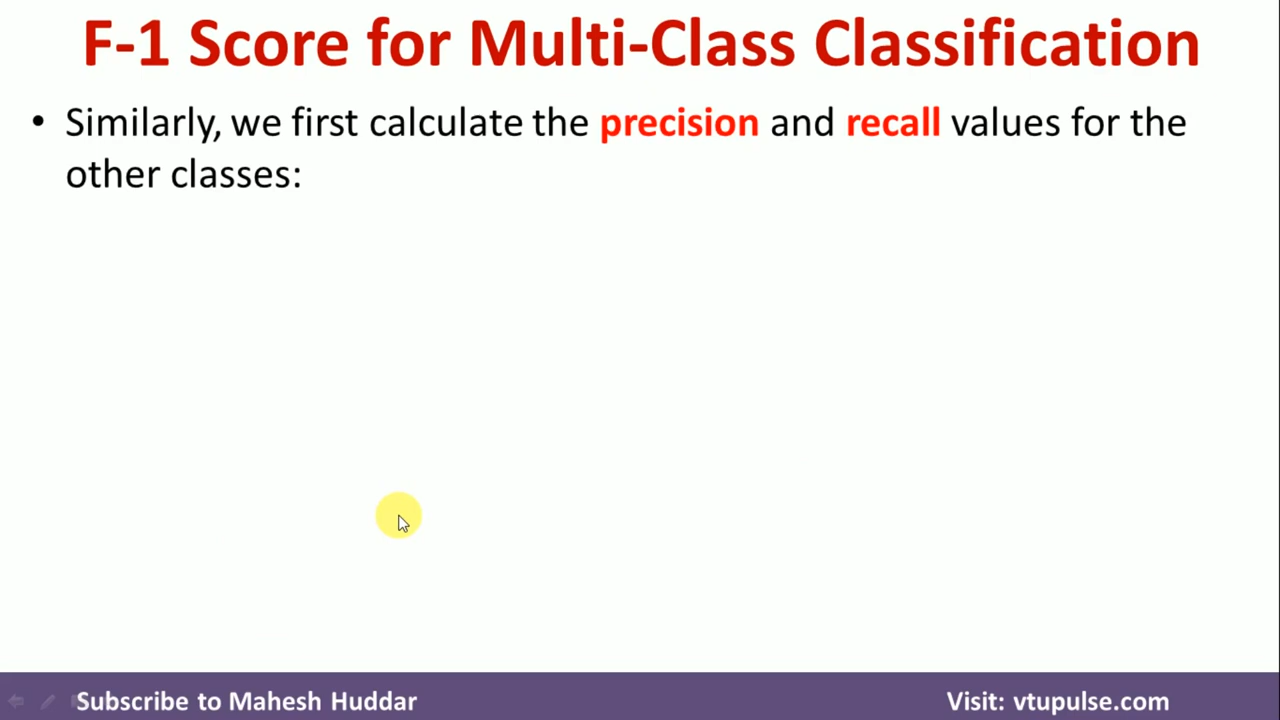 F-1 Score for Multi-Class Classification
• Similarly, we first calculate the precision and recall values for the
other classes:
Subscribe to Mahesh Huddar
Visit: vtupulse.com